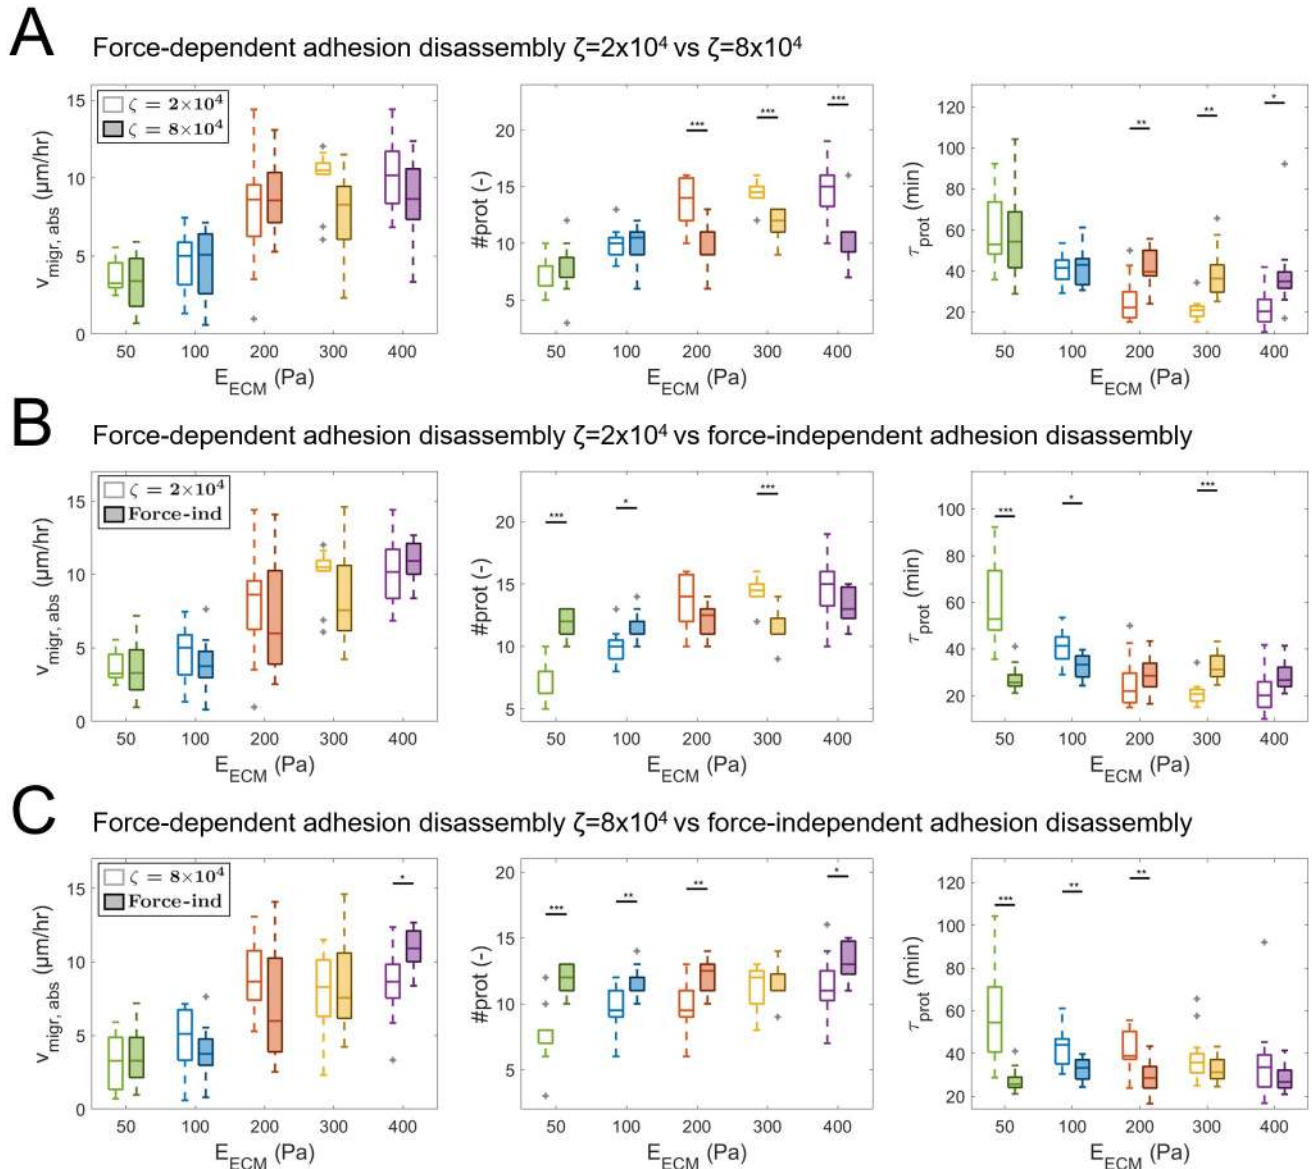 A
Force-dependent adhesion disassembly ζ=2x10⁴ vs ζ=8x10⁴
ζ = 2×10⁴
ζ = 8×10⁴
15
10
5
0
v_migr, abs (µm/hr)
50 100 200 300 400
E_ECM (Pa)
*** *** ***
20
15
10
5
#prot (-)
50 100 200 300 400
E_ECM (Pa)
** ** *
120
100
80
60
40
20
τ_prot (min)
50 100 200 300 400
E_ECM (Pa)
B
Force-dependent adhesion disassembly ζ=2x10⁴ vs force-independent adhesion disassembly
ζ = 2×10⁴
Force-ind
15
10
5
0
v_migr, abs (µm/hr)
50 100 200 300 400
E_ECM (Pa)
*** * ***
20
15
10
5
#prot (-)
50 100 200 300 400
E_ECM (Pa)
*** * ***
100
80
60
40
20
τ_prot (min)
50 100 200 300 400
E_ECM (Pa)
C
Force-dependent adhesion disassembly ζ=8x10⁴ vs force-independent adhesion disassembly
ζ = 8×10⁴
Force-ind
*
15
10
5
0
v_migr, abs (µm/hr)
50 100 200 300 400
E_ECM (Pa)
*** ** ** *
20
15
10
5
#prot (-)
50 100 200 300 400
E_ECM (Pa)
*** ** **
120
100
80
60
40
20
τ_prot (min)
50 100 200 300 400
E_ECM (Pa)